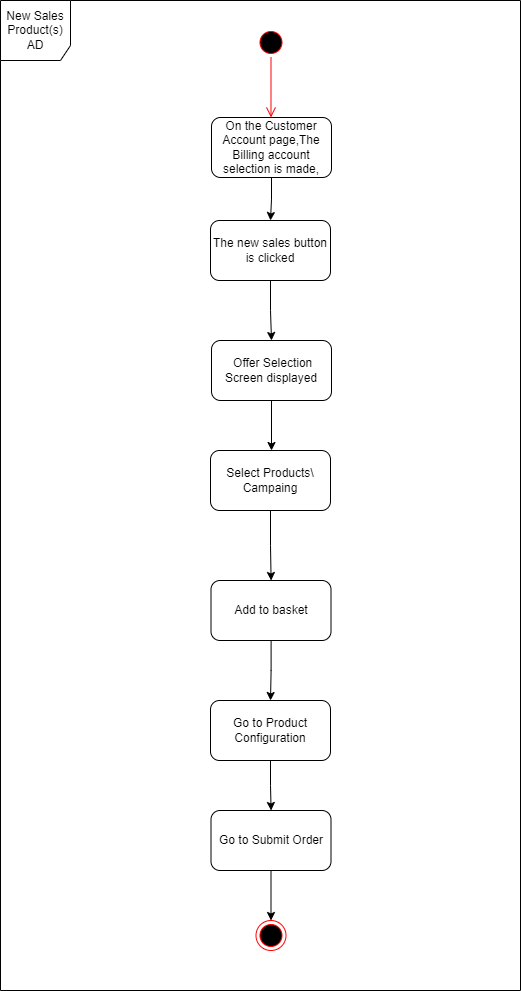 New Sales
Product(s)
AD
On the Customer
Account page,The
Billing account
selection is made,
The new sales button
is clicked
Offer Selection
Screen displayed
Select Products\
Campaing
Add to basket
Go to Product
Configuration
Go to Submit Order